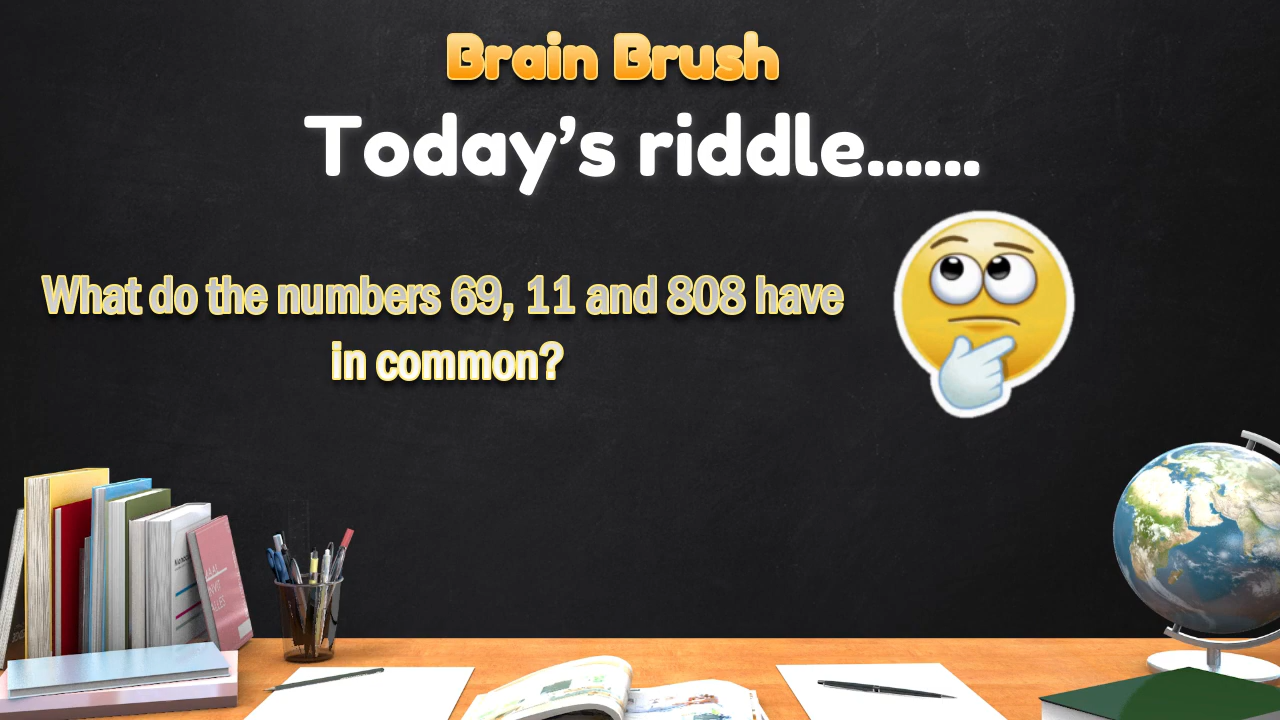 Brain Brush
Today’s riddle......
What do the numbers 69, 11 and 808 have
in common?